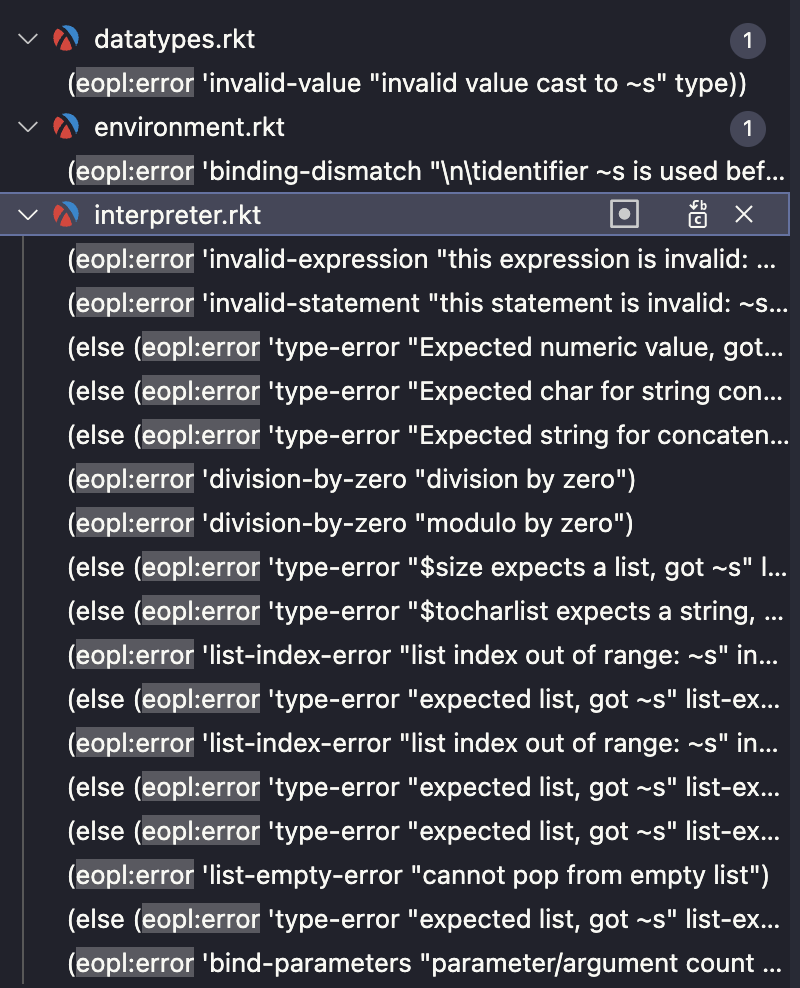 datatypes.rkt 1
(eopl:error 'invalid-value "invalid value cast to ~s" type))
environment.rkt 1
(eopl:error 'binding-dismatch "\n\tidentifier ~s is used bef...
interpreter.rkt
(eopl:error 'invalid-expression "this expression is invalid: ...
(eopl:error 'invalid-statement "this statement is invalid: ~s...
(else (eopl:error 'type-error "Expected numeric value, got...
(else (eopl:error 'type-error "Expected char for string con...
(else (eopl:error 'type-error "Expected string for concaten...
(eopl:error 'division-by-zero "division by zero")
(eopl:error 'division-by-zero "modulo by zero")
(else (eopl:error 'type-error "$size expects a list, got ~s" l...
(else (eopl:error 'type-error "$tocharlist expects a string, ...
(eopl:error 'list-index-error "list index out of range: ~s" in...
(else (eopl:error 'type-error "expected list, got ~s" list-ex...
(eopl:error 'list-index-error "list index out of range: ~s" in...
(else (eopl:error 'type-error "expected list, got ~s" list-ex...
(else (eopl:error 'type-error "expected list, got ~s" list-ex...
(eopl:error 'list-empty-error "cannot pop from empty list")
(else (eopl:error 'type-error "expected list, got ~s" list-ex...
(eopl:error 'bind-parameters "parameter/argument count ...